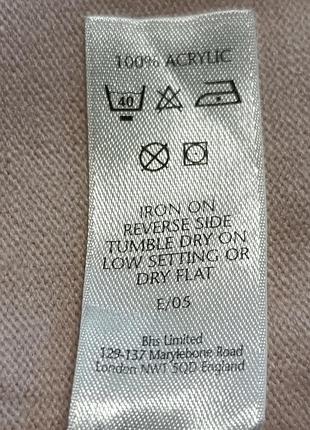 100% ACRYLIC
40
IRON ON
REVERSE SIDE
TUMBLE DRY ON
LOW SETTING OR
DRY FLAT
E/05
Bhs Limited
129-137 Marylebone Road
London NW1 5QD England